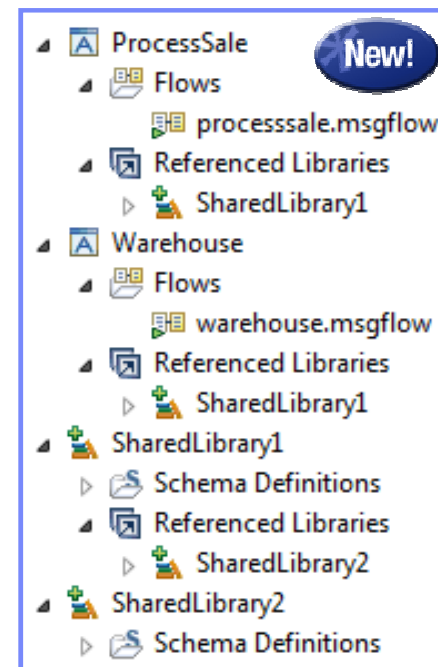 ProcessSale
New!
Flows
processsale.msgflow
Referenced Libraries
SharedLibrary1
Warehouse
Flows
warehouse.msgflow
Referenced Libraries
SharedLibrary1
SharedLibrary1
Schema Definitions
Referenced Libraries
SharedLibrary2
SharedLibrary2
Schema Definitions